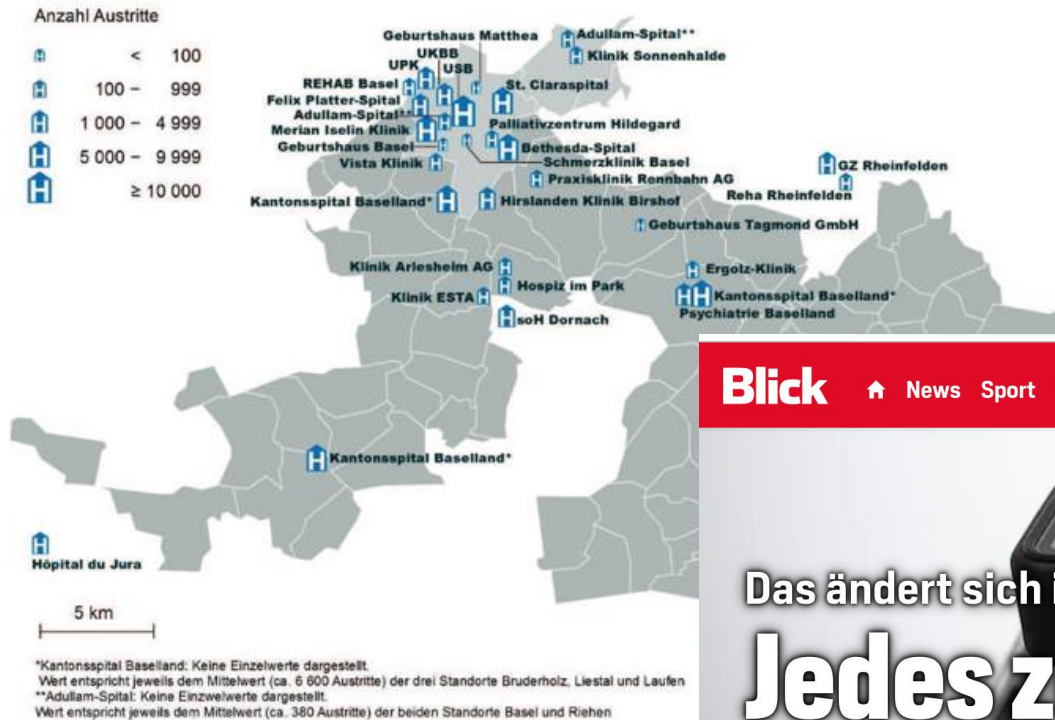 Anzahl Austritte
< 100
100 – 999
1 000 – 4 999
5 000 – 9 999
≥ 10 000
Geburtshaus Matthea
Adullam-Spital**
Klinik Sonnenhalde
UKBB
UPK
USB
REHAB Basel
St. Claraspital
Felix Platter-Spital
Adullam-Spital**
Palliativzentrum Hildegard
Merian Iselin Klinik
Bethesda-Spital
Geburtshaus Basel
Schmerzklinik Basel
Vista Klinik
Praxisklinik Rennbahn AG
GZ Rheinfelden
Reha Rheinfelden
Kantonsspital Baselland*
Hirslanden Klinik Birshof
Geburtshaus Tagmond GmbH
Klinik Arlesheim AG
Ergolz-Klinik
Hospiz im Park
Klinik ESTA
Kantonsspital Baselland*
Psychiatrie Baselland
soH Dornach
Kantonsspital Baselland*
Hôpital du Jura
5 km
*Kantonsspital Baselland: Keine Einzelwerte dargestellt.
Wert entspricht jeweils dem Mittelwert (ca. 6 600 Austritte) der drei Standorte Bruderholz, Liestal und Laufen
**Adullam-Spital: Keine Einzwelwerte dargestellt.
Wert entspricht jeweils dem Mittelwert (ca. 380 Austritte) der beiden Standorte Basel und Riehen
Blick News Sport
Das ändert sich
Jedes